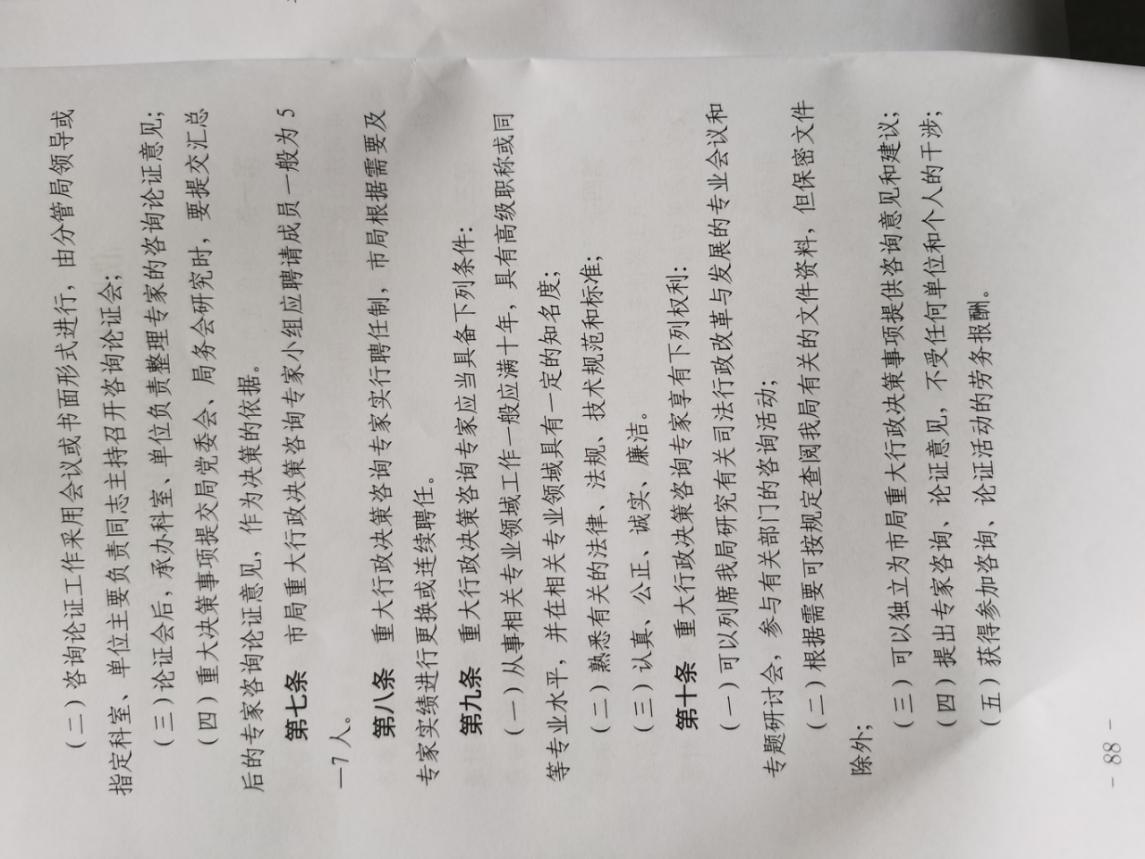 （二）咨询论证工作采用会议或书面形式进行，由分管局领导或
指定科室、单位主要负责同志主持召开咨询论证会；
（三）论证会后，承办科室、单位负责整理专家的咨询论证意见；
（四）重大决策事项提交局党委会、局务会研究时，要提交汇总
后的专家咨询论证意见，作为决策的依据。
第七条 市局重大行政决策咨询专家小组应聘请成员一般为5
—7人。
第八条 重大行政决策咨询专家实行聘任制，市局根据需要及
专家实绩进行更换或连续聘任。
第九条 重大行政决策咨询专家应当具备下列条件：
（一）从事相关专业领域工作一般应满十年，具有高级职称或同
等专业水平，并在相关专业领域具有一定的知名度；
（二）熟悉有关的法律、法规、技术规范和标准；
（三）认真、公正、诚实、廉洁。
第十条 重大行政决策咨询专家享有下列权利：
（一）可以列席我局研究有关司法行政改革与发展的专业会议和
专题研讨会，参与有关部门的咨询活动；
（二）根据需要可按规定查阅我局有关的文件资料，但保密文件
除外；
（三）可以独立为市局重大行政决策事项提供咨询意见和建议；
（四）提出专家咨询、论证意见，不受任何单位和个人的干涉；
（五）获得参加咨询、论证活动的劳务报酬。
- 88 -